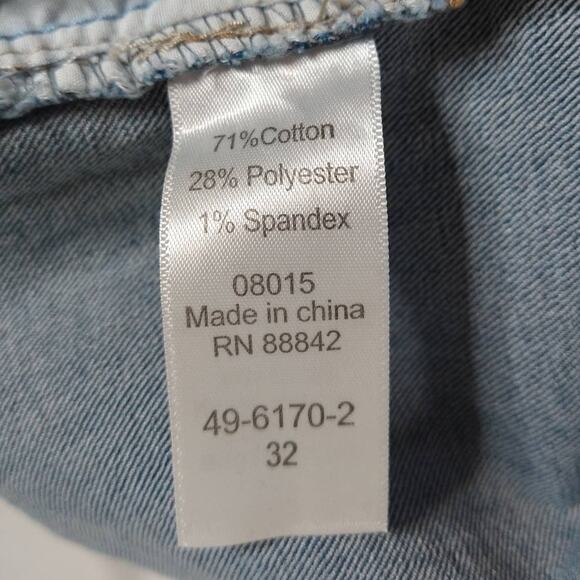 71%Cotton
28% Polyester
1% Spandex
08015
Made in china
RN 88842
49-6170-2
32